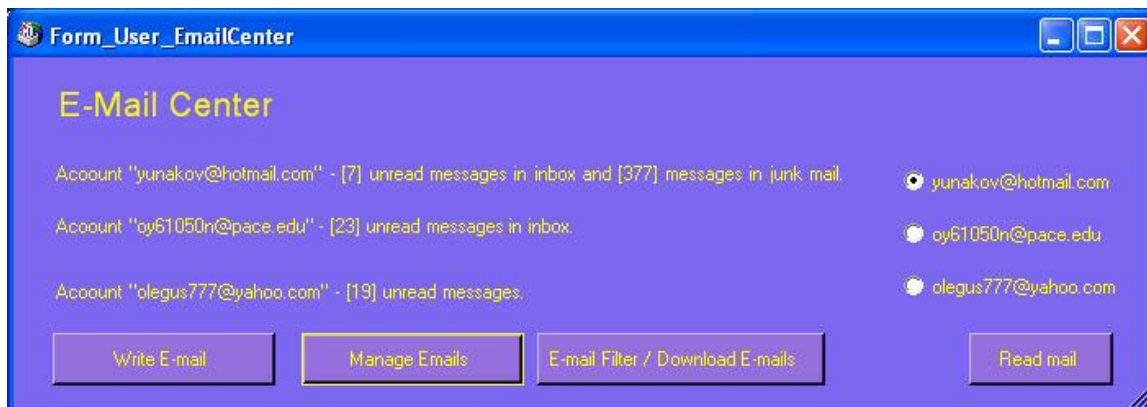 Form_User_EmailCenter
E-Mail Center
Acoount "yunakov@hotmail.com" - [7] unread messages in inbox and [377] messages in junk mail.
yunakov@hotmail.com
Acoount "oy61050n@pace.edu" - [23] unread messages in inbox.
oy61050n@pace.edu
Acoount "olegus777@yahoo.com" - [19] unread messages.
olegus777@yahoo.com
Write E-mail
Manage Emails
E-mail Filter / Download E-mails
Read mail